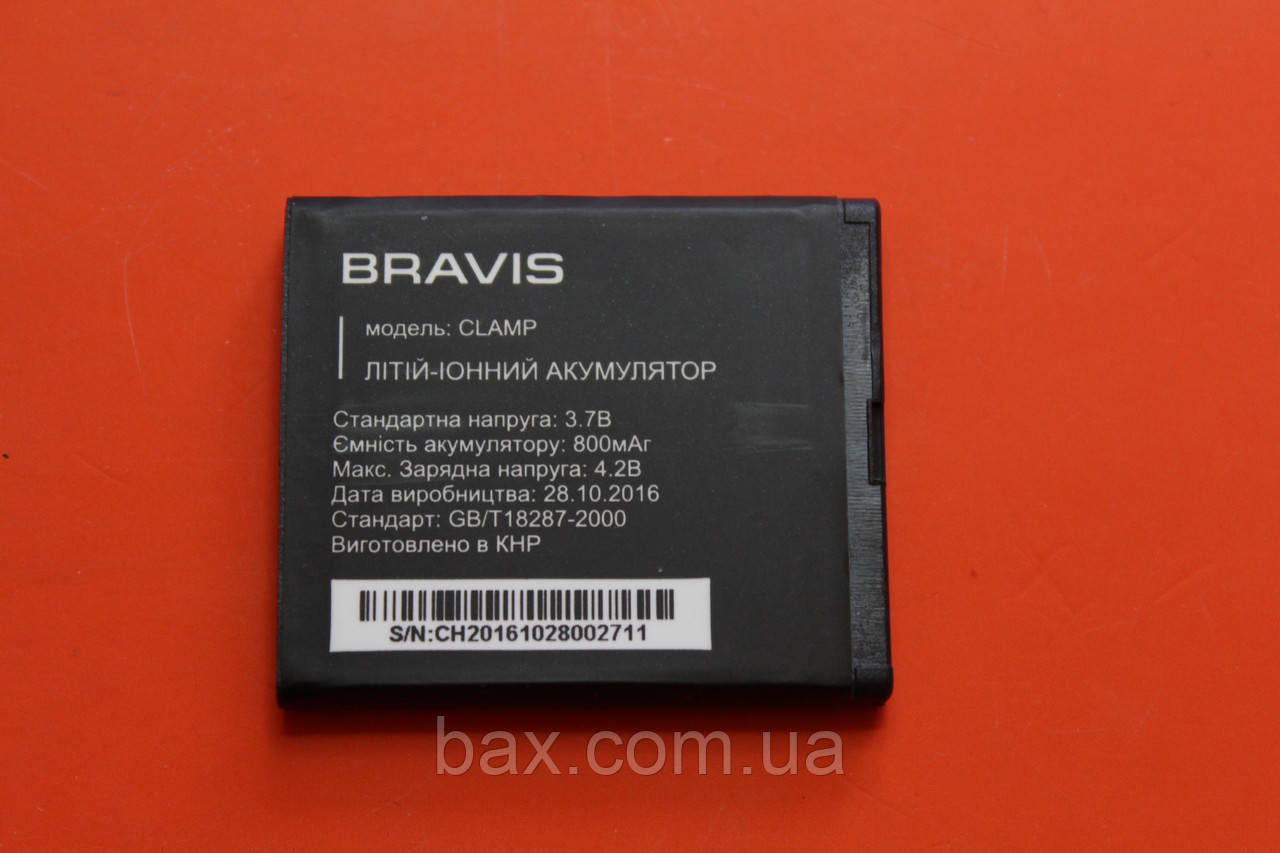 BRAVIS
модель: CLAMP
ЛІТІЙ-ІОННИЙ АКУМУЛЯТОР
Стандартна напруга: 3.7В
Ємність акумулятору: 800мАг
Макс. Зарядна напруга: 4.2В
Дата виробництва: 28.10.2016
Стандарт: GB/T18287-2000
Виготовлено в КНР
S/N:CH20161028002711
bax.com.ua